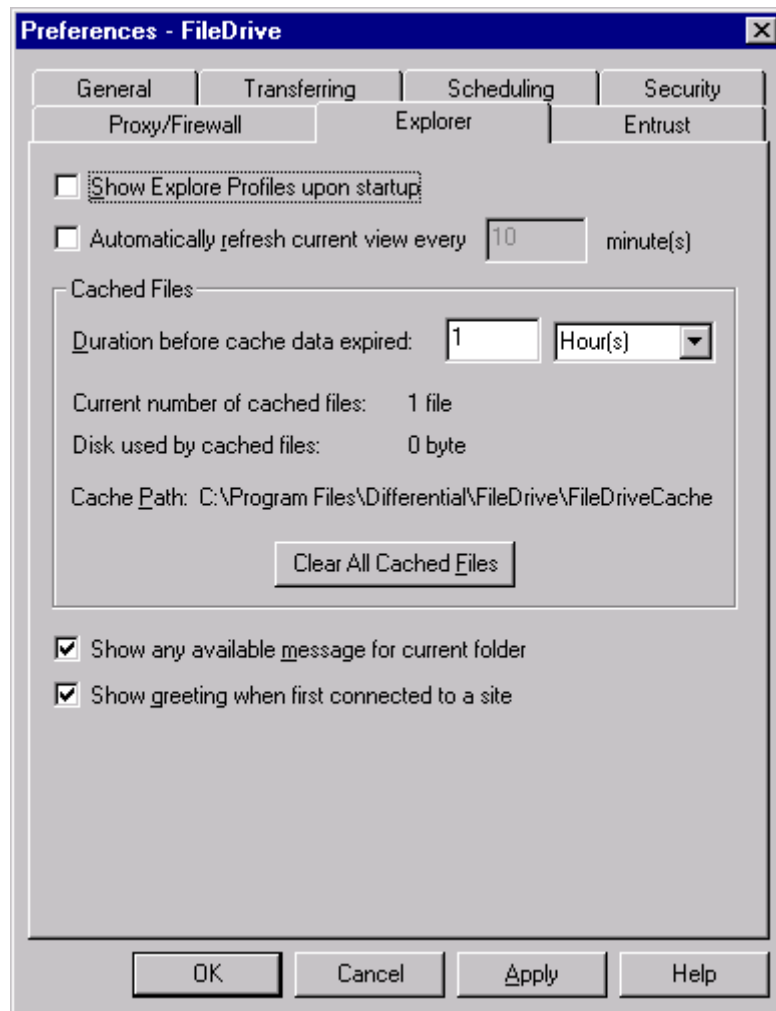 Preferences - FileDrive
General Transferring Scheduling Security
Proxy/Firewall Explorer Entrust
Show Explore Profiles upon startup
Automatically refresh current view every 10 minute(s)
Cached Files
Duration before cache data expired: 1 Hour(s)
Current number of cached files: 1 file
Disk used by cached files: 0 byte
Cache Path: C:\Program Files\Differential\FileDrive\FileDriveCache
Clear All Cached Files
Show any available message for current folder
Show greeting when first connected to a site
OK Cancel Apply Help